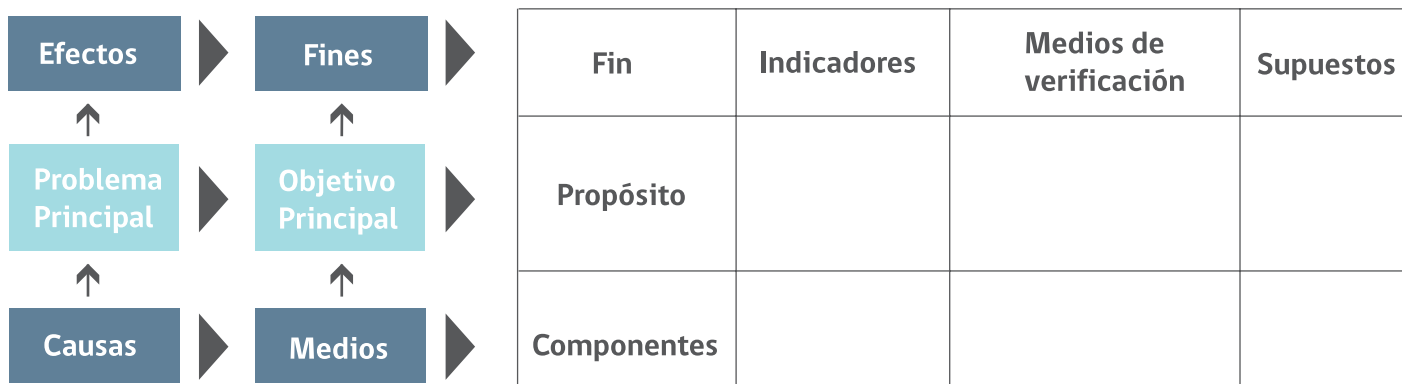 Efectos
Fines
Fin
Indicadores
Medios de
verificación
Supuestos
Problema
Principal
Objetivo
Principal
Propósito
Causas
Medios
Componentes